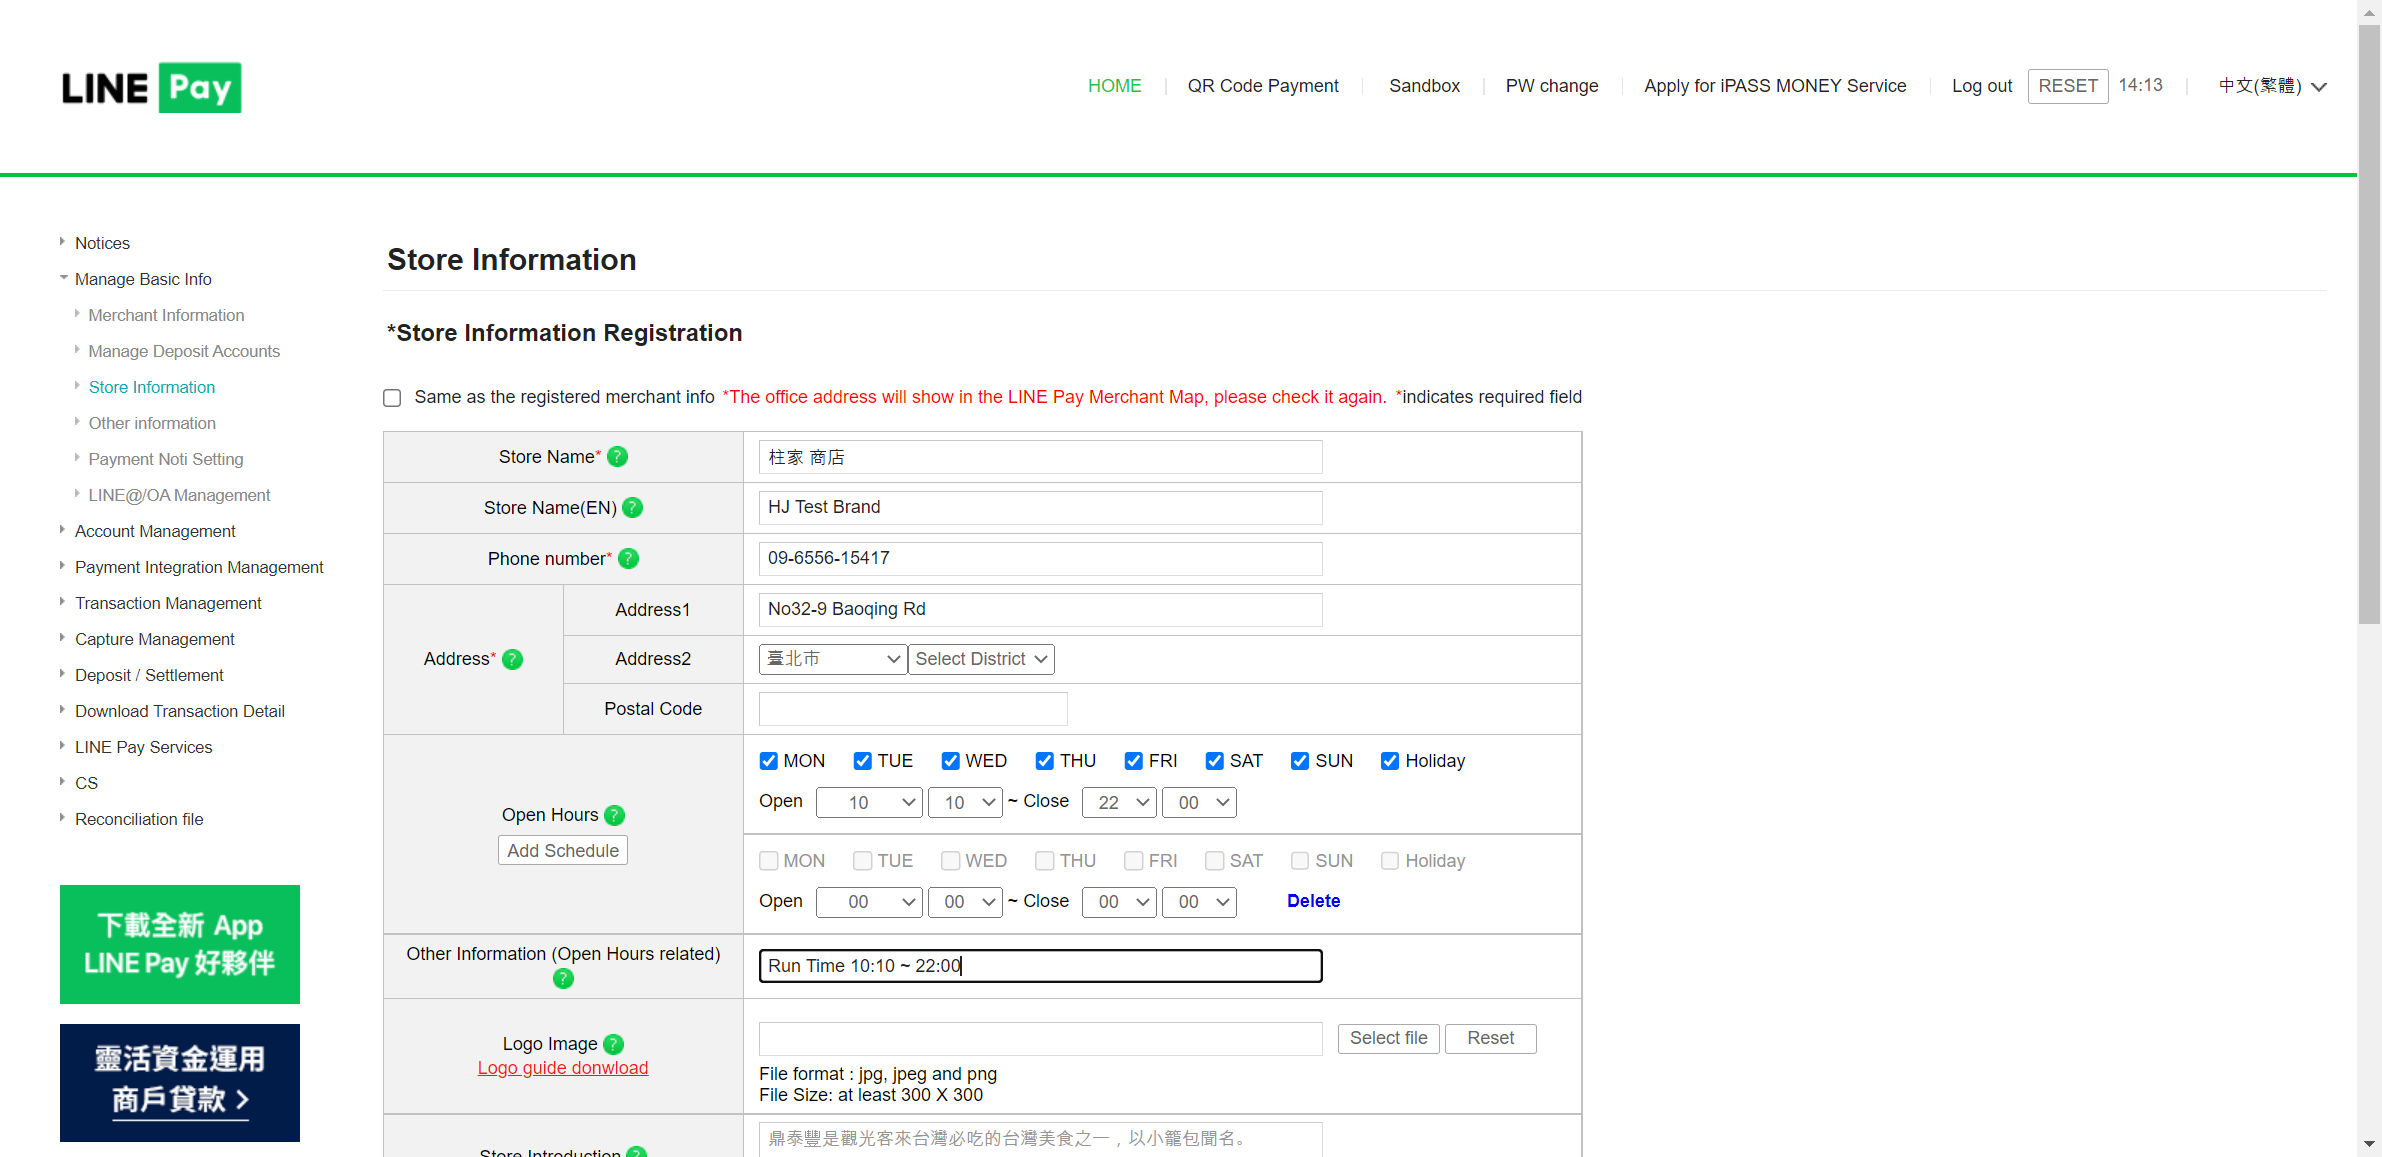 LINE Pay
HOME QR Code Payment Sandbox PW change Apply for iPASS MONEY Service Log out RESET 14:13 中文(繁體)
Notices
Manage Basic Info
Merchant Information
Manage Deposit Accounts
Store Information
Other information
Payment Noti Setting
LINE@/OA Management
Account Management
Payment Integration Management
Transaction Management
Capture Management
Deposit / Settlement
Download Transaction Detail
LINE Pay Services
CS
Reconciliation file
下載全新 App
LINE Pay 好夥伴
靈活資金運用
商戶貸款 >
Store Information
*Store Information Registration
Same as the registered merchant info *The office address will show in the LINE Pay Merchant Map, please check it again. *indicates required field
Store Name* ? 柱家 商店
Store Name(EN) ? HJ Test Brand
Phone number* ? 09-6556-15417
Address* ?
Address1 No32-9 Baoqing Rd
Address2 臺北市 Select District
Postal Code
Open Hours ?
Add Schedule
MON TUE WED THU FRI SAT SUN Holiday
Open 10 10 ~ Close 22 00
MON TUE WED THU FRI SAT SUN Holiday
Open 00 00 ~ Close 00 00 Delete
Other Information (Open Hours related) ?
Run Time 10:10 ~ 22:00
Logo Image ?
Logo guide donwload
Select file Reset
File format : jpg, jpeg and png
File Size: at least 300 X 300
Store Introduction ?
鼎泰豐是觀光客來台灣必吃的台灣美食之一，以小籠包聞名。